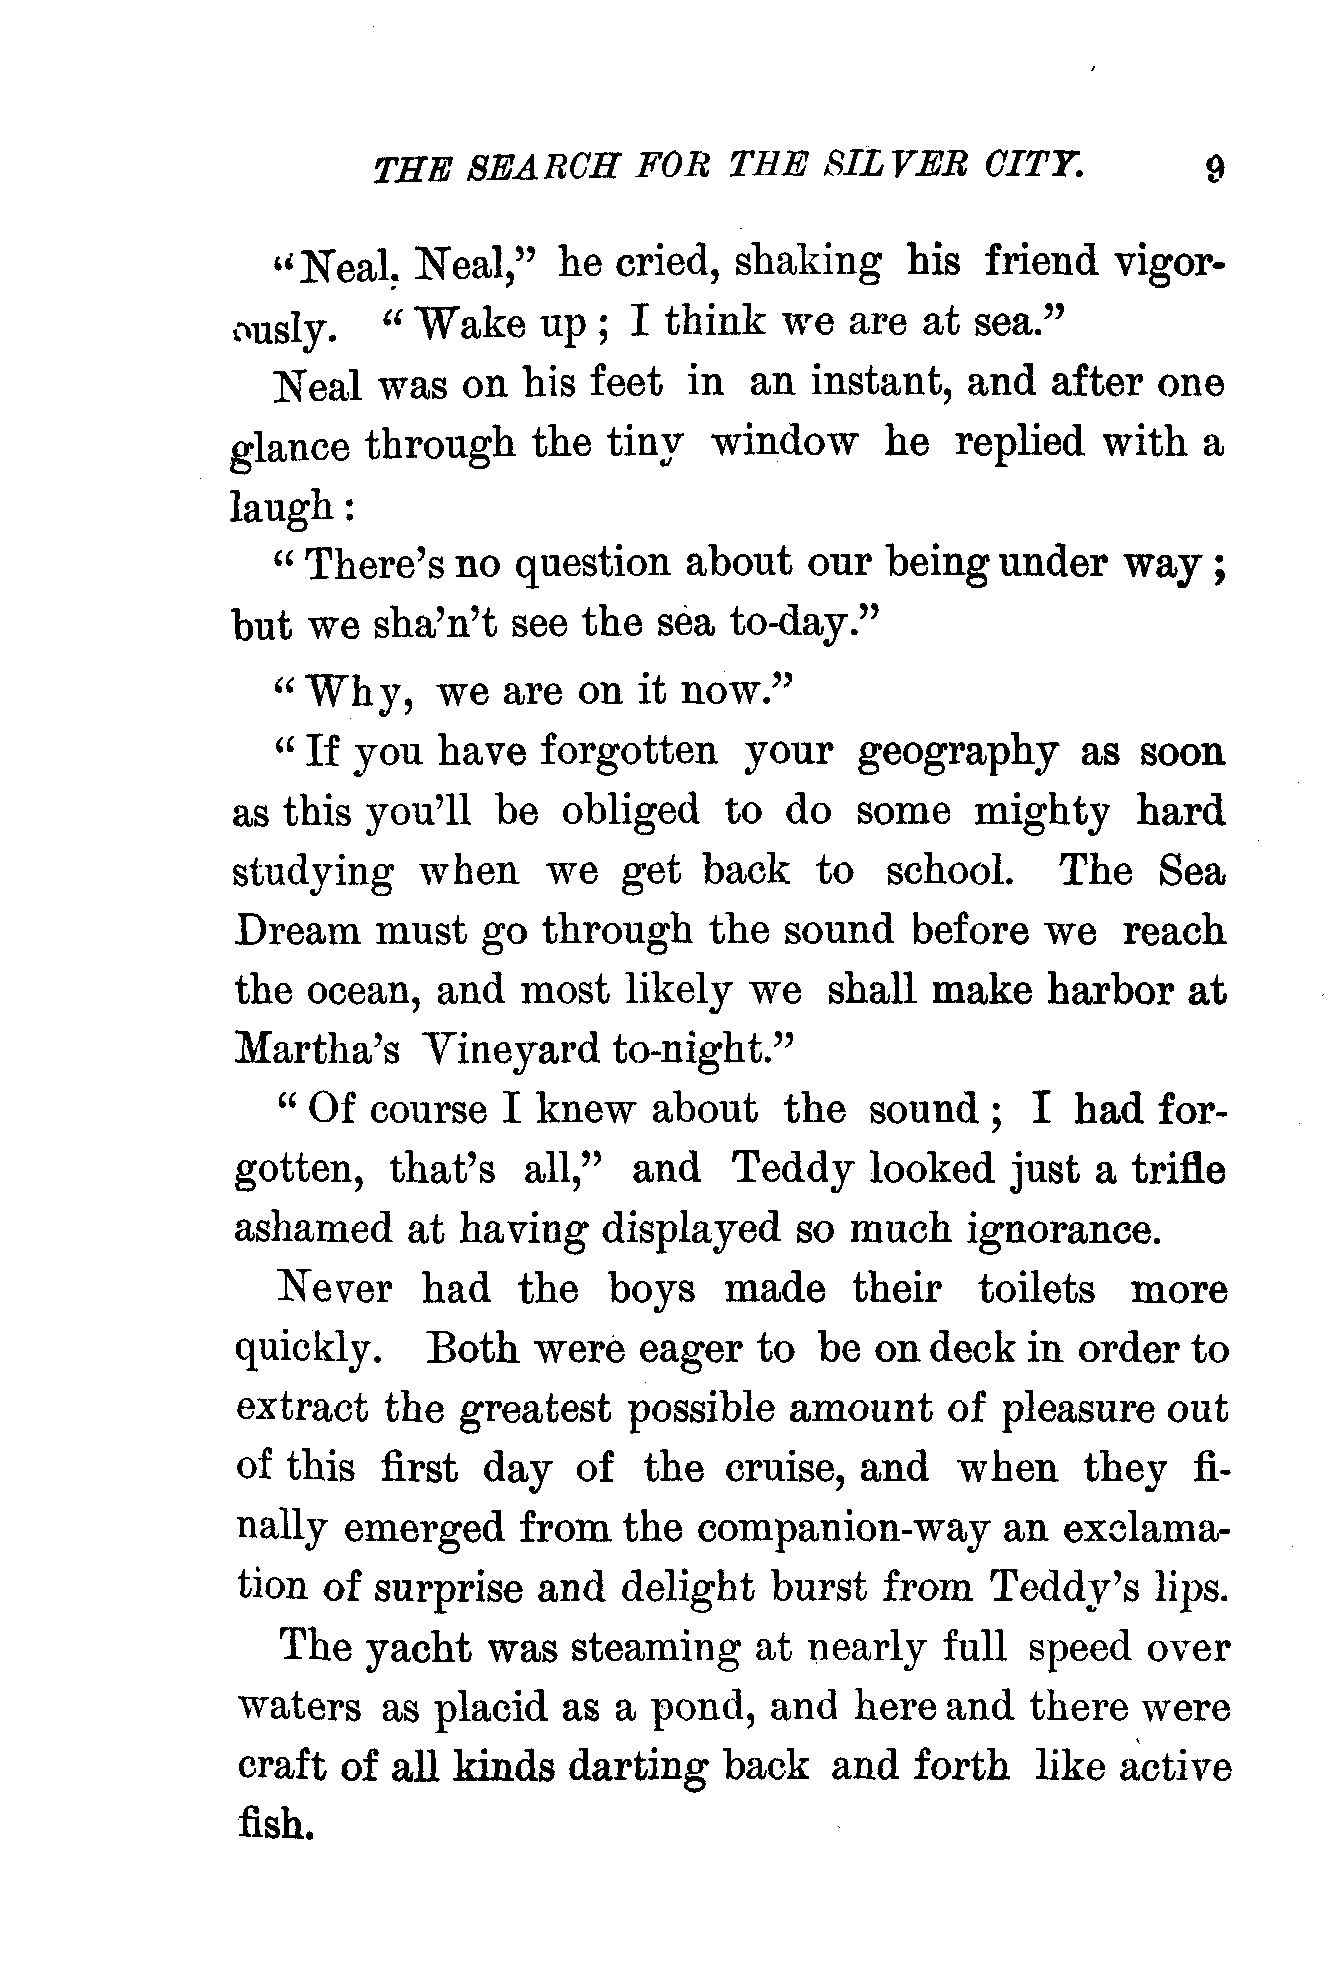 THE SEARCH FOR THE SILVER CITY. 9
"Neal, Neal," he cried, shaking his friend vigor-
ously. "Wake up; I think we are at sea."
Neal was on his feet in an instant, and after one
glance through the tiny window he replied with a
laugh:
"There's no question about our being under way;
but we sha'n't see the sea to-day."
"Why, we are on it now."
"If you have forgotten your geography as soon
as this you'll be obliged to do some mighty hard
studying when we get back to school. The Sea
Dream must go through the sound before we reach
the ocean, and most likely we shall make harbor at
Martha's Vineyard to-night."
"Of course I knew about the sound; I had for-
gotten, that's all," and Teddy looked just a trifle
ashamed at having displayed so much ignorance.
Never had the boys made their toilets more
quickly. Both were eager to be on deck in order to
extract the greatest possible amount of pleasure out
of this first day of the cruise, and when they fi-
nally emerged from the companion-way an exclama-
tion of surprise and delight burst from Teddy's lips.
The yacht was steaming at nearly full speed over
waters as placid as a pond, and here and there were
craft of all kinds darting back and forth like active
fish.